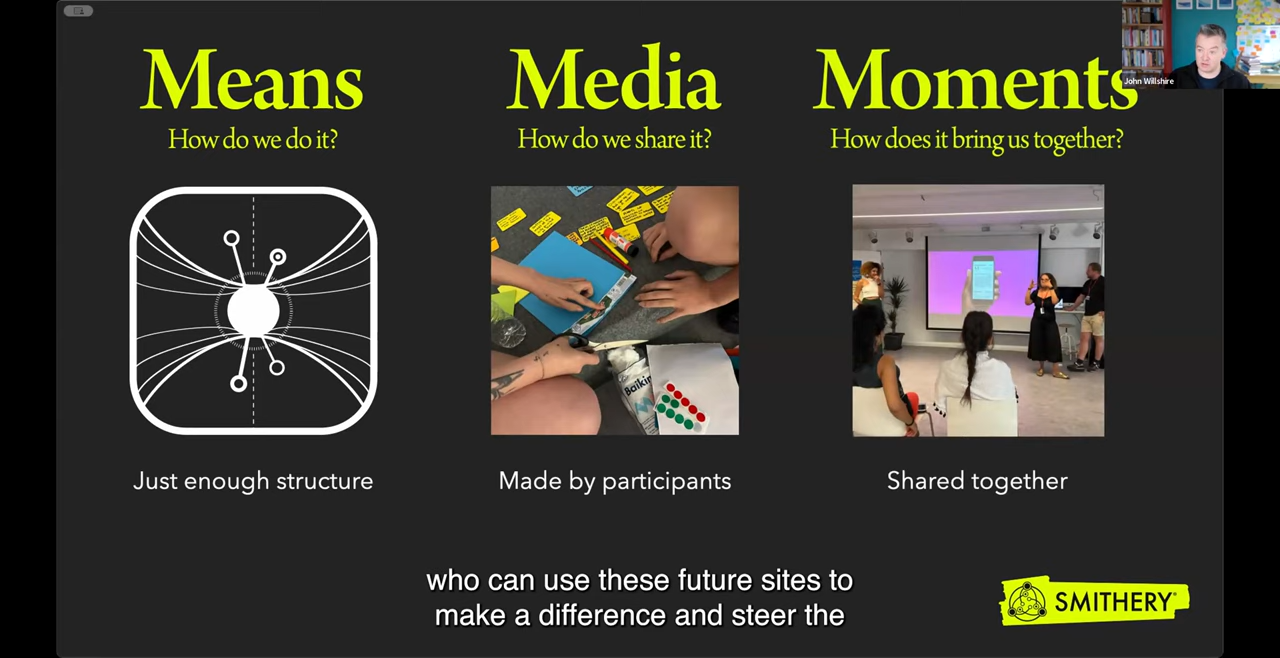 Means
How do we do it?
Just enough structure
Media
How do we share it?
Baikin
Made by participants
Moments
How does it bring us together?
Shared together
John Willshire
who can use these future sites to
make a difference and steer the
SMITHERY